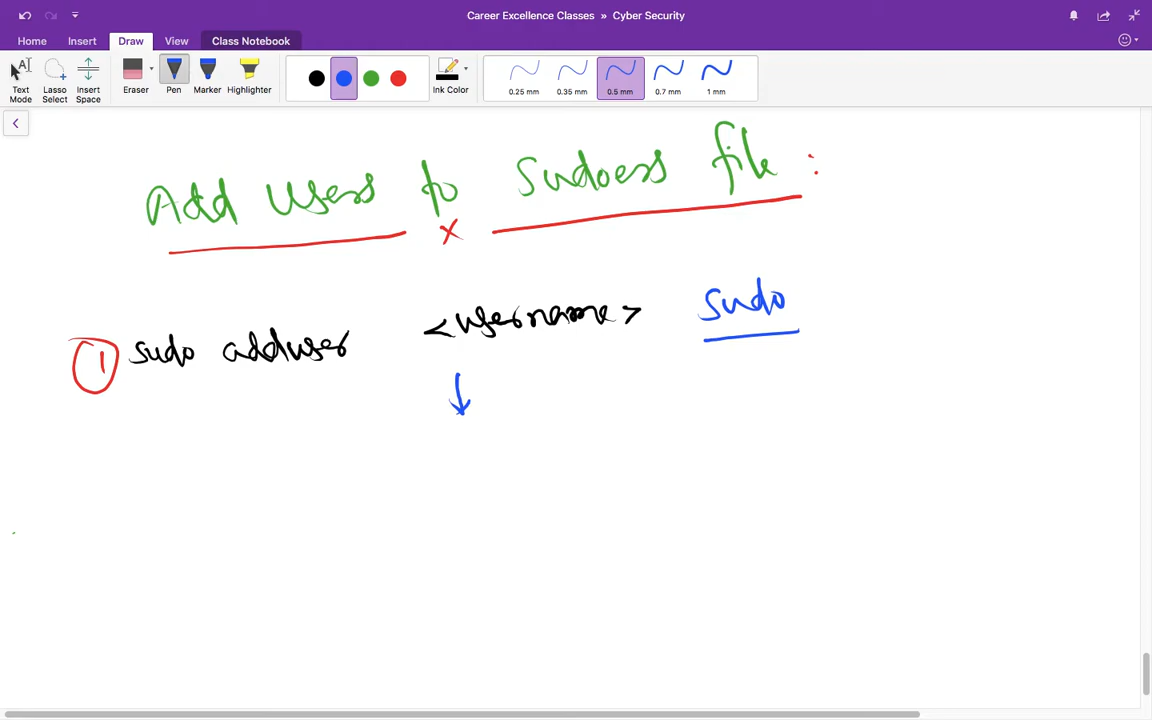 Career Excellence Classes » Cyber Security
Home Insert Draw View Class Notebook
Text Mode
Lasso Select
Insert Space
Eraser
Pen
Marker
Highlighter
Ink Color
0.25 mm
0.35 mm
0.5 mm
0.7 mm
1 mm
Add Users to Sudoers file :
1 sudo adduser <username> sudo